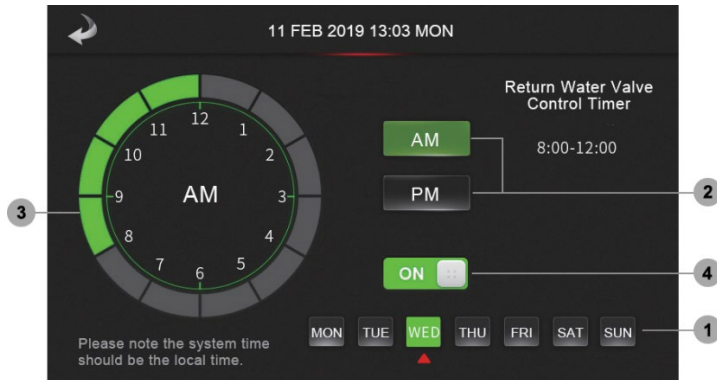 11 FEB 2019 13:03 MON
Return Water Valve
Control Timer
8:00-12:00
AM
PM
ON
12
1
2
3
4
5
6
7
8
9
10
11
AM
MON TUE WED THU FRI SAT SUN
Please note the system time
should be the local time.
3
2
4
1